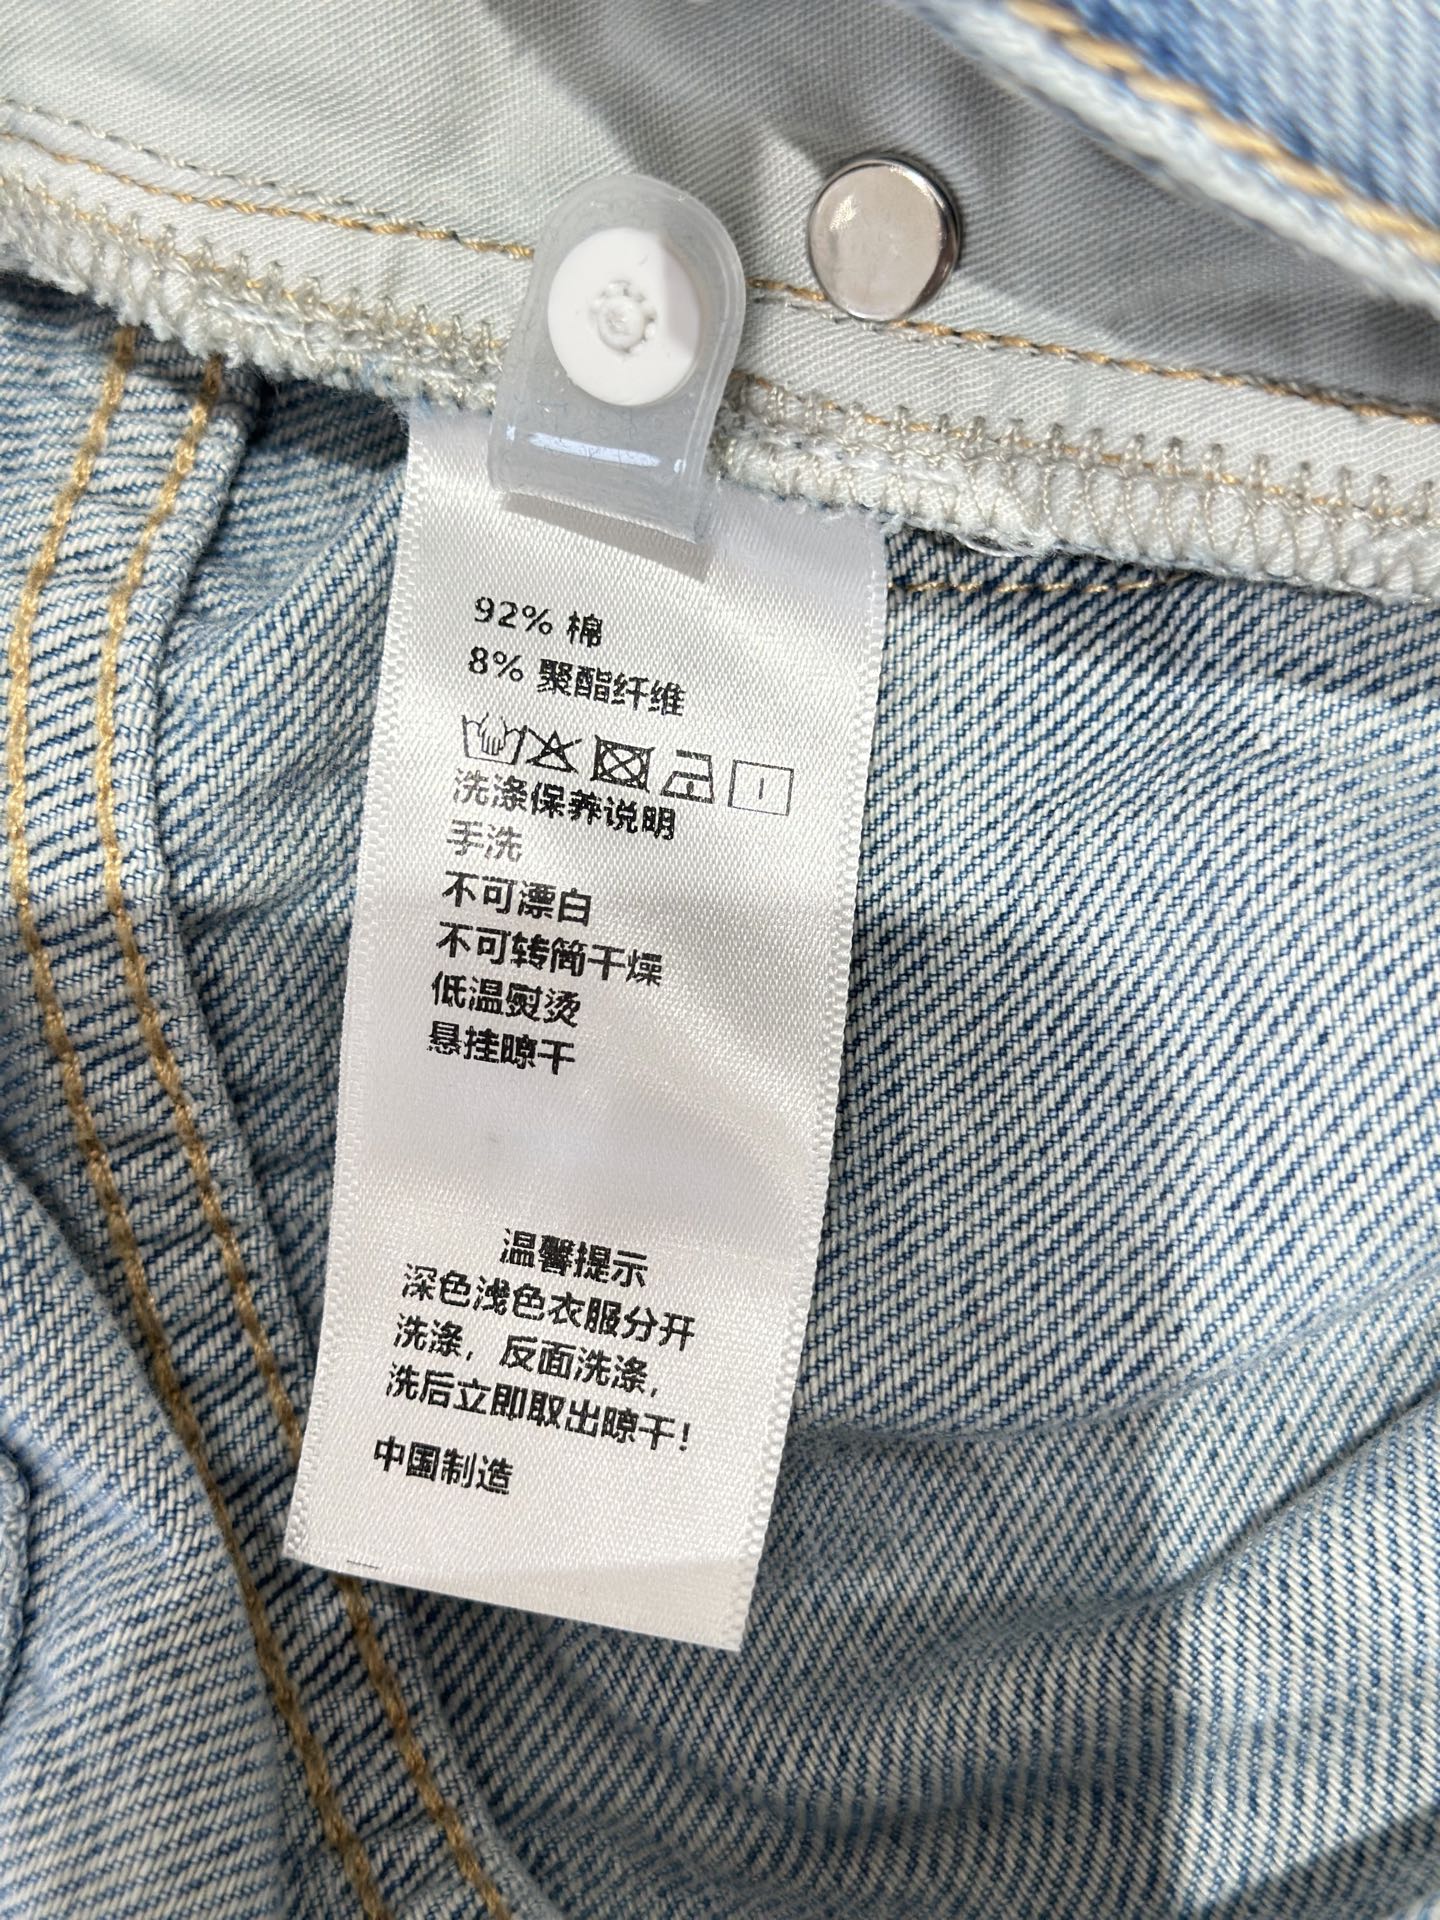 92% 棉
8% 聚酯纤维
洗涤保养说明
手洗
不可漂白
不可转筒干燥
低温熨烫
悬挂晾干
温馨提示
深色浅色衣服分开
洗涤，反面洗涤，
洗后立即取出晾干！
中国制造